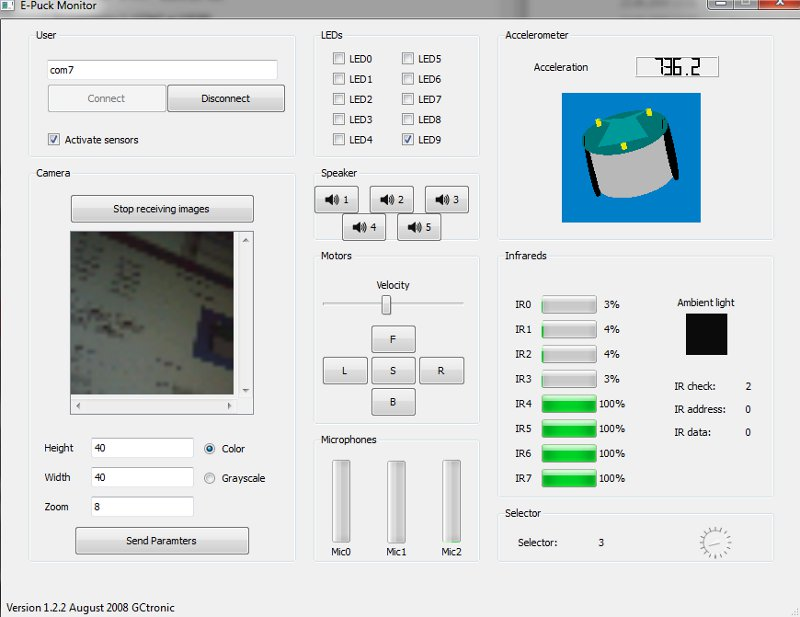 E-Puck Monitor
User
com7
Connect
Disconnect
Activate sensors
Camera
Stop receiving images
Height 40 Color
Width 40 Grayscale
Zoom 8
Send Paramters
LEDs
LED0 LED5
LED1 LED6
LED2 LED7
LED3 LED8
LED4 LED9
Speaker
1 2 3
4 5
Motors
Velocity
F
L S R
B
Microphones
Mic0 Mic1 Mic2
Accelerometer
Acceleration 736.2
Infrareds
IR0 3%
IR1 4%
IR2 4%
IR3 3%
IR4 100%
IR5 100%
IR6 100%
IR7 100%
Ambient light
IR check: 2
IR address: 0
IR data: 0
Selector
Selector: 3
Version 1.2.2 August 2008 GCtronic